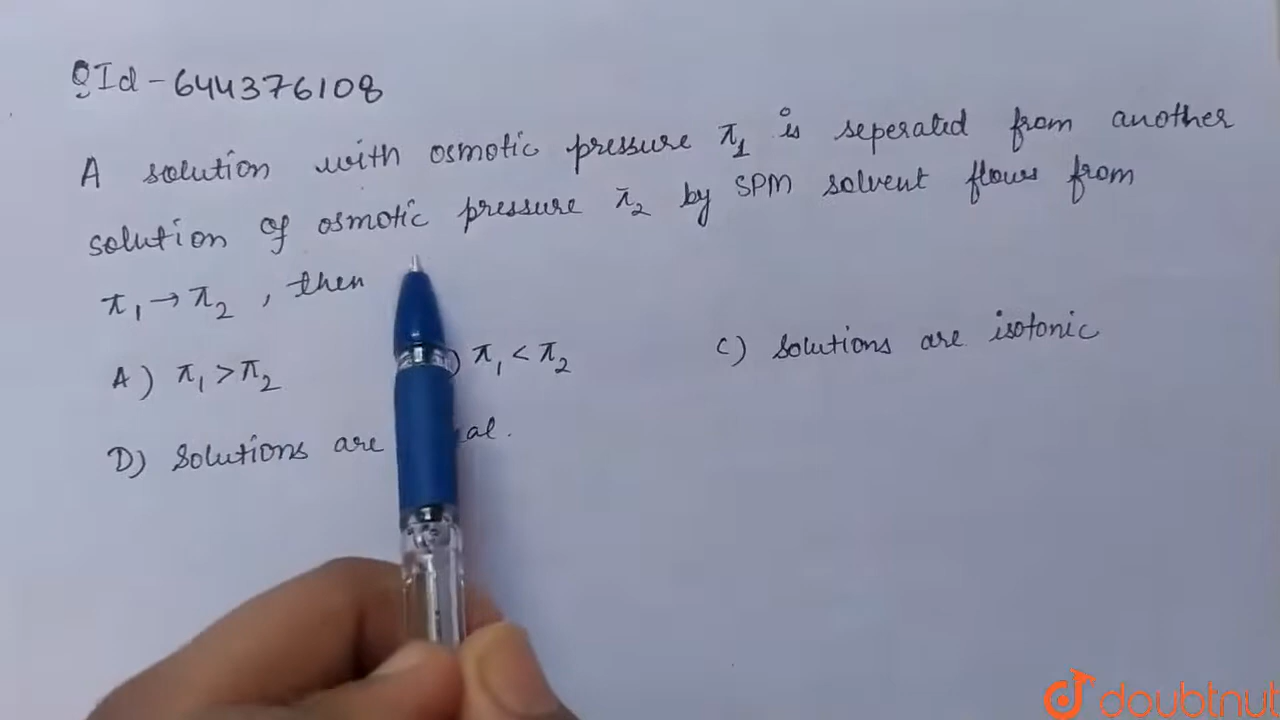 QId - 644376108
A solution with osmotic pressure π1 is seperated from another
solution of osmotic pressure π2 by SPM solvent flows from
π1 → π2 , then
A) π1 > π2 ) π1 < π2 C) solutions are isotonic
D) Solutions are al.
doubtnut